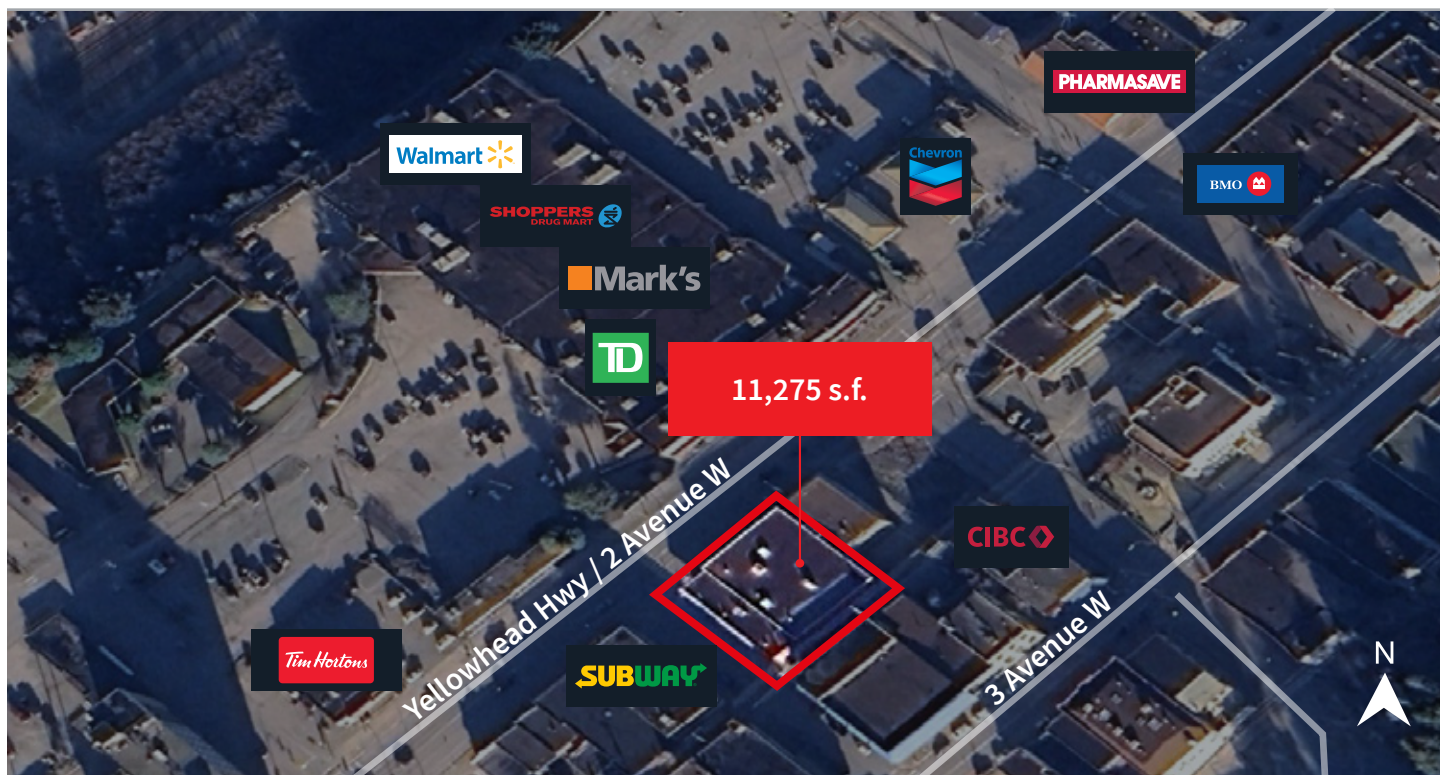 PHARMASAVE
Chevron
Walmart
BMO
SHOPPERS
DRUG MART
Mark's
TD
11,275 s.f.
Yellowhead Hwy / 2 Avenue W
CIBC
3 Avenue W
Tim Hortons
SUBWAY
N